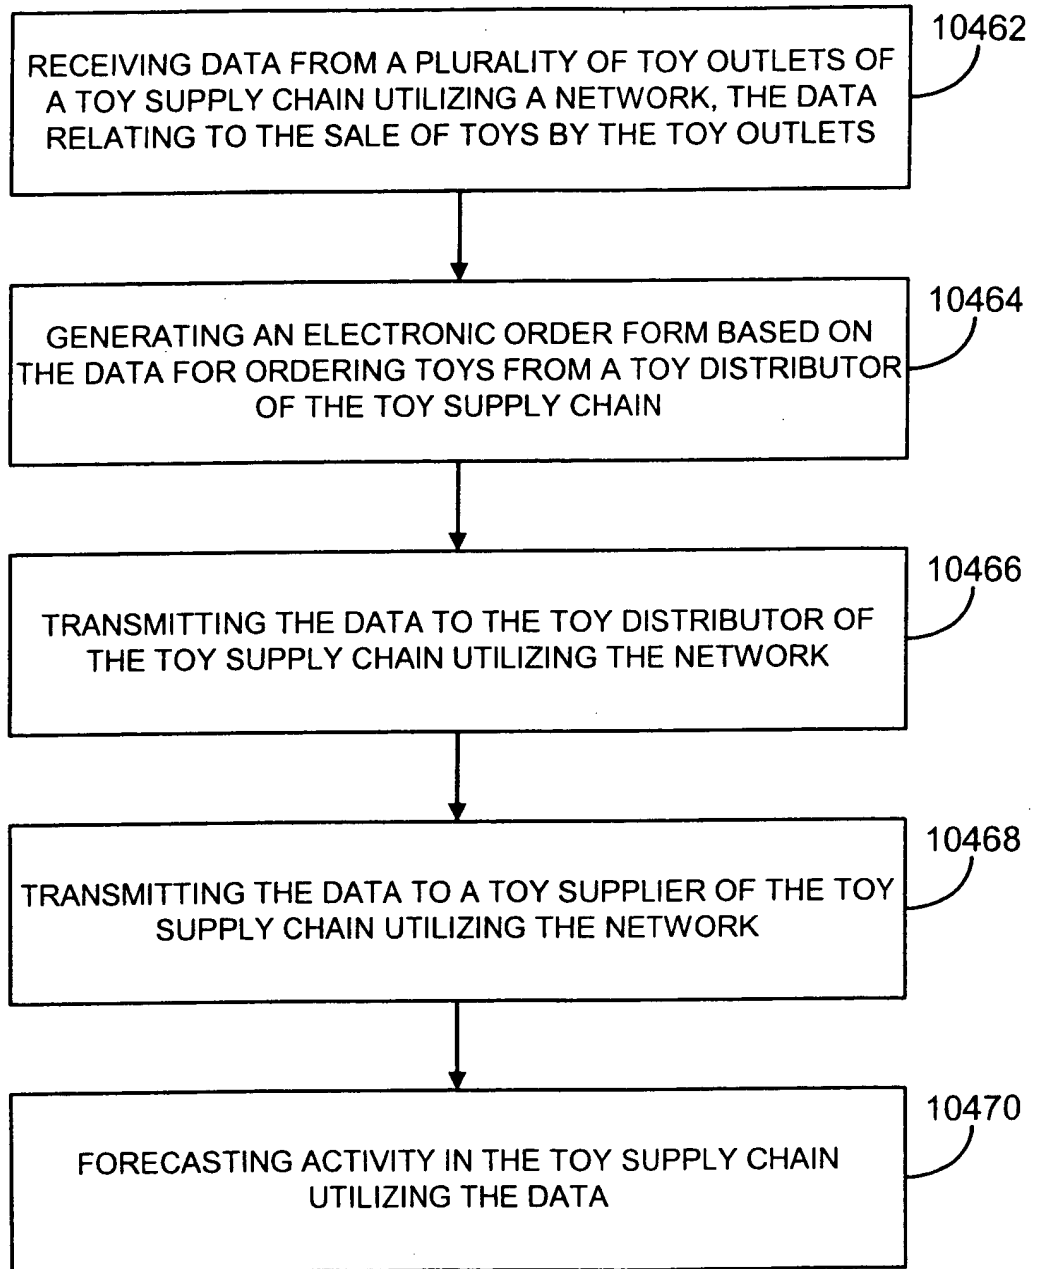 10462
RECEIVING DATA FROM A PLURALITY OF TOY OUTLETS OF
A TOY SUPPLY CHAIN UTILIZING A NETWORK, THE DATA
RELATING TO THE SALE OF TOYS BY THE TOY OUTLETS
10464
GENERATING AN ELECTRONIC ORDER FORM BASED ON
THE DATA FOR ORDERING TOYS FROM A TOY DISTRIBUTOR
OF THE TOY SUPPLY CHAIN
10466
TRANSMITTING THE DATA TO THE TOY DISTRIBUTOR OF
THE TOY SUPPLY CHAIN UTILIZING THE NETWORK
10468
TRANSMITTING THE DATA TO A TOY SUPPLIER OF THE TOY
SUPPLY CHAIN UTILIZING THE NETWORK
10470
FORECASTING ACTIVITY IN THE TOY SUPPLY CHAIN
UTILIZING THE DATA